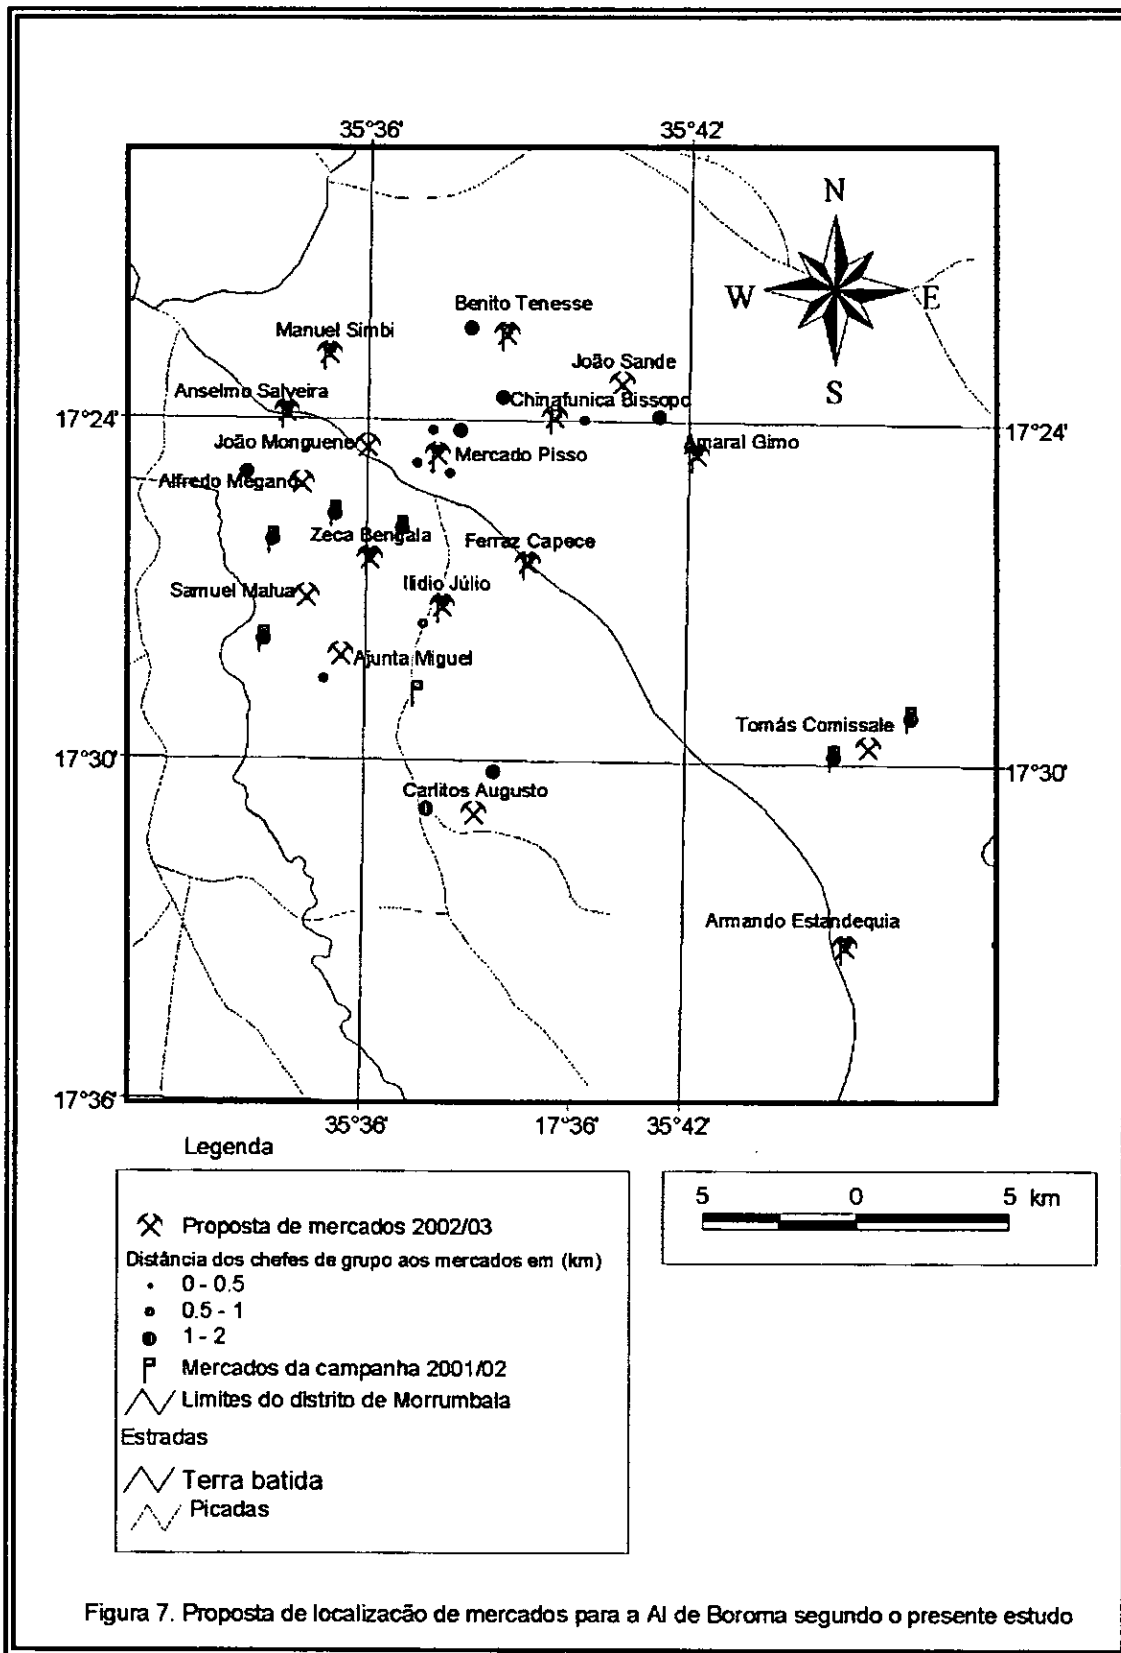 35°36' 35°42'
N
W E
S
Benito Tenesse
Manuel Simbi
João Sande
Anselmo Salveira
Chinafunica Bissopo
17°24' 17°24'
João Monguene
Mercado Pisso
Amaral Gimo
Alfredo Megano
Zeca Bengala
Ferraz Capece
Ilidio Júlio
Samuel Malua
Ajunta Miguel
Tomás Comissale
17°30' 17°30'
Carlitos Augusto
Armando Estandequia
17°36'
35°36' 17°36' 35°42'
Legenda
Proposta de mercados 2002/03
Distância dos chefes de grupo aos mercados em (km)
0 - 0.5
0.5 - 1
1 - 2
Mercados da campanha 2001/02
Limites do distrito de Morrumbala
Estradas
Terra batida
Picadas
5 0 5 km
Figura 7. Proposta de localizacão de mercados para a AI de Boroma segundo o presente estudo